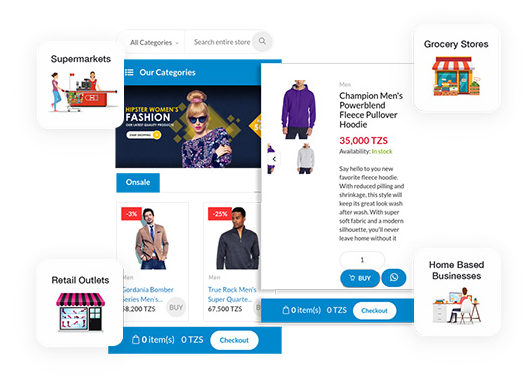 All Categories
Search entire store
Our Categories
HIPSTER WOMEN'S
FASHION
OUR LATEST QUALITY PRODUCTS
Onsale
-3%
-25%
Men
Gordania Bomber
Series Men's...
58,200 TZS
BUY
Men
True Rock Men's
Super Quarte...
67,500 TZS
0 item(s) 0 TZS
Checkout
Men
Champion Men's
Powerblend
Fleece Pullover
Hoodie
35,000 TZS
Availability: In stock
Say hello to you new
favorite fleece hoodie.
With reduced pilling and
shrinkage, this style will
keep its great look wash
after wash. With super
soft fabric and a modern
silhouette, you'll never
leave home without it
1
BUY
0 item(s) 0 TZS
Checkout
Supermarkets
Grocery Stores
Retail Outlets
Home Based
Businesses